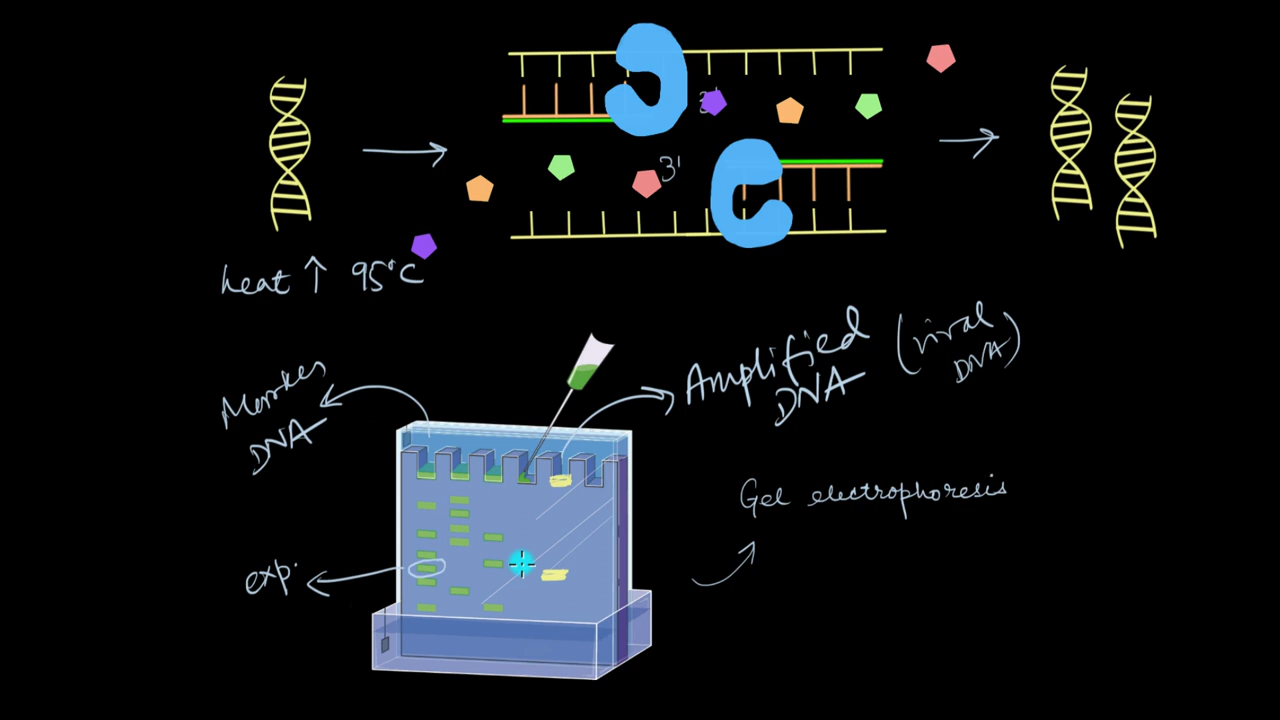 3'
3'
heat ↑ 95°C
Amplified
DNA
(viral
DNA)
Marker
DNA
Gel electrophoresis
exp.